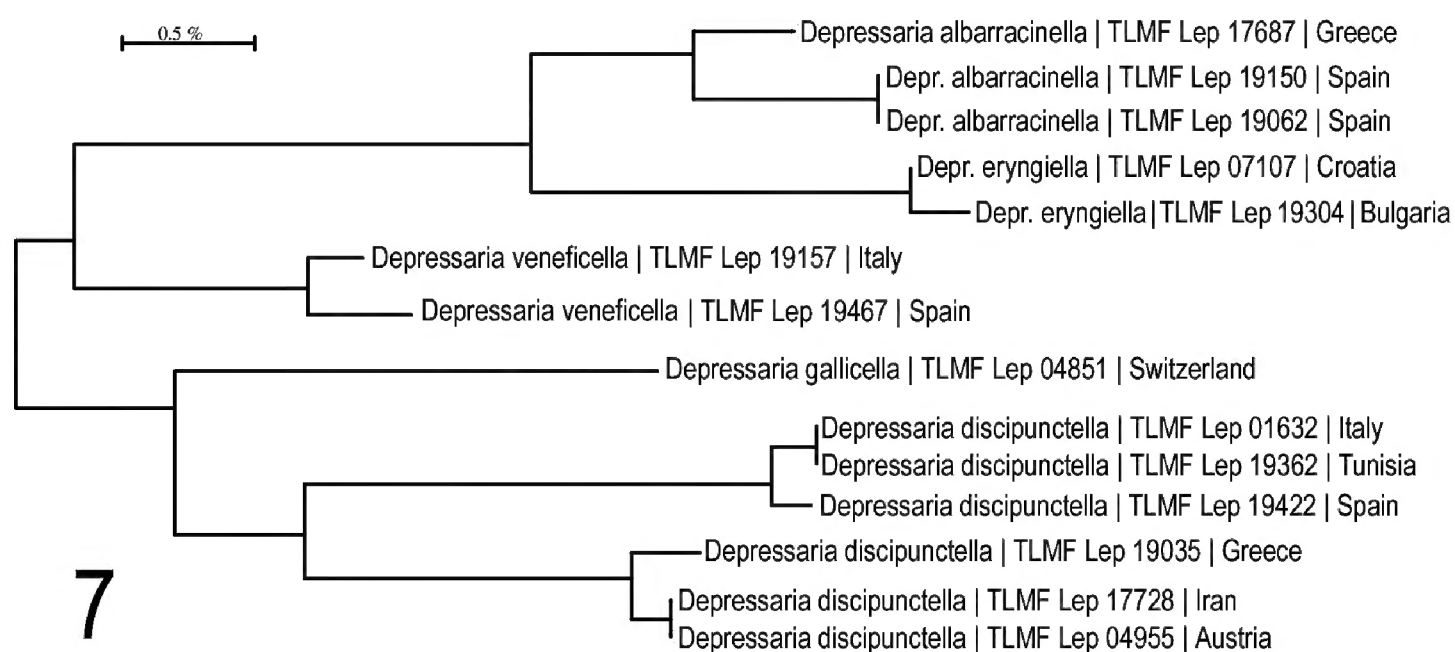 0.5 %
Depressaria albarracinella | TLMF Lep 17687 | Greece
Depr. albarracinella | TLMF Lep 19150 | Spain
Depr. albarracinella | TLMF Lep 19062 | Spain
Depr. eryngiella | TLMF Lep 07107 | Croatia
Depr. eryngiella | TLMF Lep 19304 | Bulgaria
Depressaria veneficella | TLMF Lep 19157 | Italy
Depressaria veneficella | TLMF Lep 19467 | Spain
Depressaria gallicella | TLMF Lep 04851 | Switzerland
Depressaria discipunctella | TLMF Lep 01632 | Italy
Depressaria discipunctella | TLMF Lep 19362 | Tunisia
Depressaria discipunctella | TLMF Lep 19422 | Spain
Depressaria discipunctella | TLMF Lep 19035 | Greece
Depressaria discipunctella | TLMF Lep 17728 | Iran
Depressaria discipunctella | TLMF Lep 04955 | Austria
7